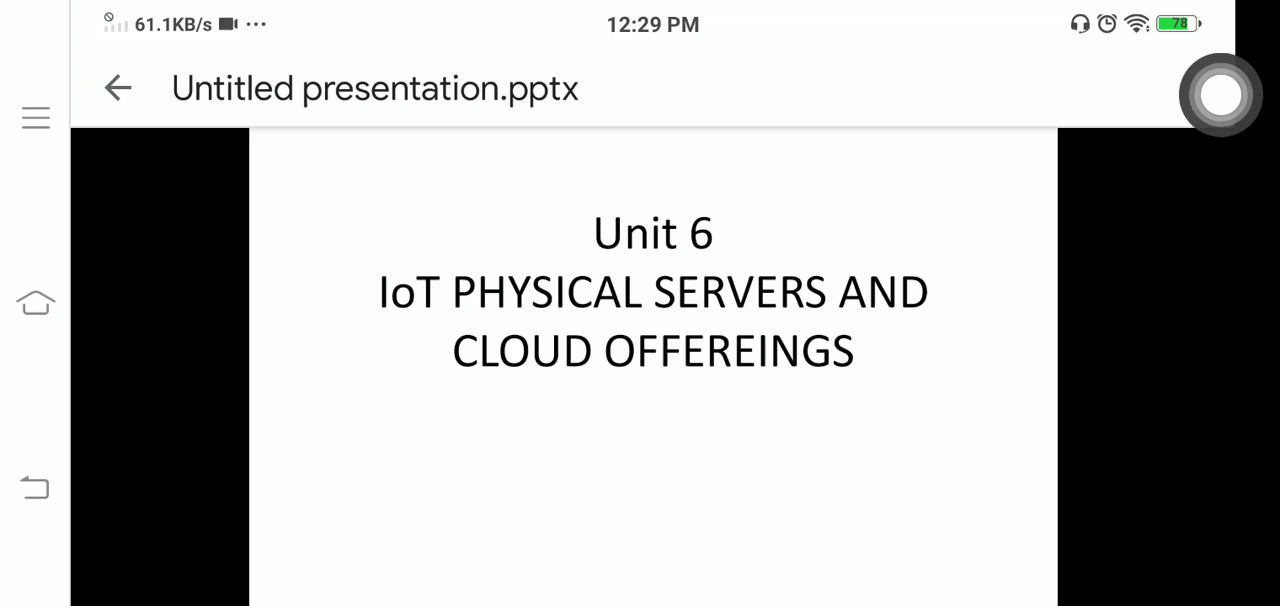 61.1KB/s ... 12:29 PM 78
Untitled presentation.pptx
Unit 6
IoT PHYSICAL SERVERS AND
CLOUD OFFEREINGS